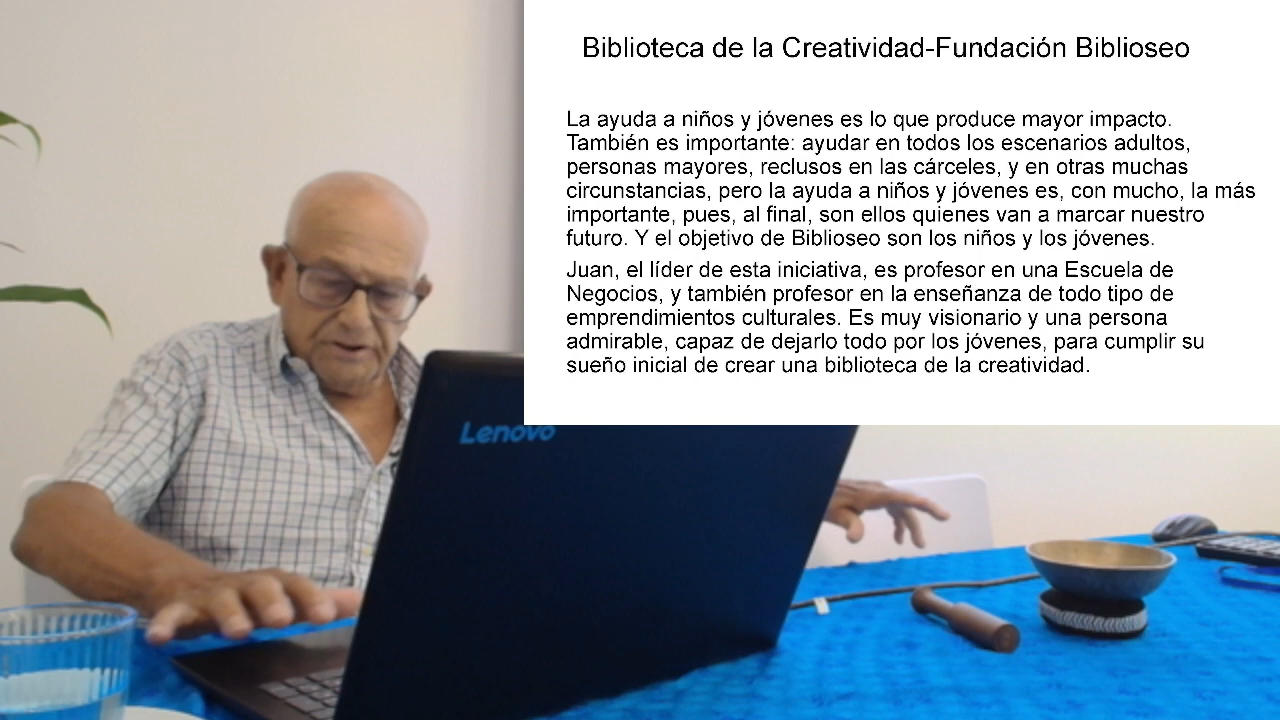 Biblioteca de la Creatividad-Fundación Biblioseo
La ayuda a niños y jóvenes es lo que produce mayor impacto.
También es importante: ayudar en todos los escenarios adultos,
personas mayores, reclusos en las cárceles, y en otras muchas
circunstancias, pero la ayuda a niños y jóvenes es, con mucho, la más
importante, pues, al final, son ellos quienes van a marcar nuestro
futuro. Y el objetivo de Biblioseo son los niños y los jóvenes.
Juan, el líder de esta iniciativa, es profesor en una Escuela de
Negocios, y también profesor en la enseñanza de todo tipo de
emprendimientos culturales. Es muy visionario y una persona
admirable, capaz de dejarlo todo por los jóvenes, para cumplir su
sueño inicial de crear una biblioteca de la creatividad.
Lenovo